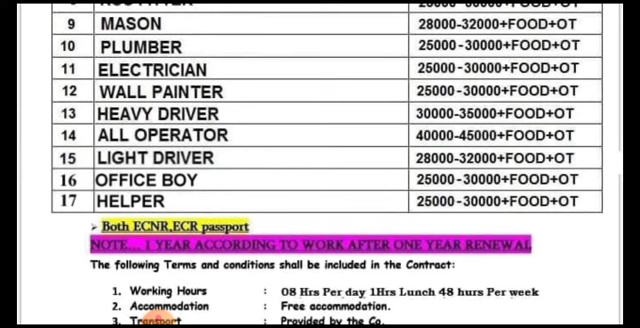 9 MASON 28000-32000+FOOD+OT
10 PLUMBER 25000-30000+FOOD+OT
11 ELECTRICIAN 25000-30000+FOOD+OT
12 WALL PAINTER 25000-30000+FOOD+OT
13 HEAVY DRIVER 30000-35000+FOOD+OT
14 ALL OPERATOR 40000-45000+FOOD+OT
15 LIGHT DRIVER 28000-32000+FOOD+OT
16 OFFICE BOY 25000-30000+FOOD+OT
17 HELPER 25000-30000+FOOD+OT
➢ Both ECNR,ECR passport
NOTE... 1 YEAR ACCORDING TO WORK AFTER ONE YEAR RENEWAL
The following Terms and conditions shall be included in the Contract:
1. Working Hours : 08 Hrs Per day 1Hrs Lunch 48 hurs Per week
2. Accommodation : Free accommodation.
3. Transport : Provided by the Co.